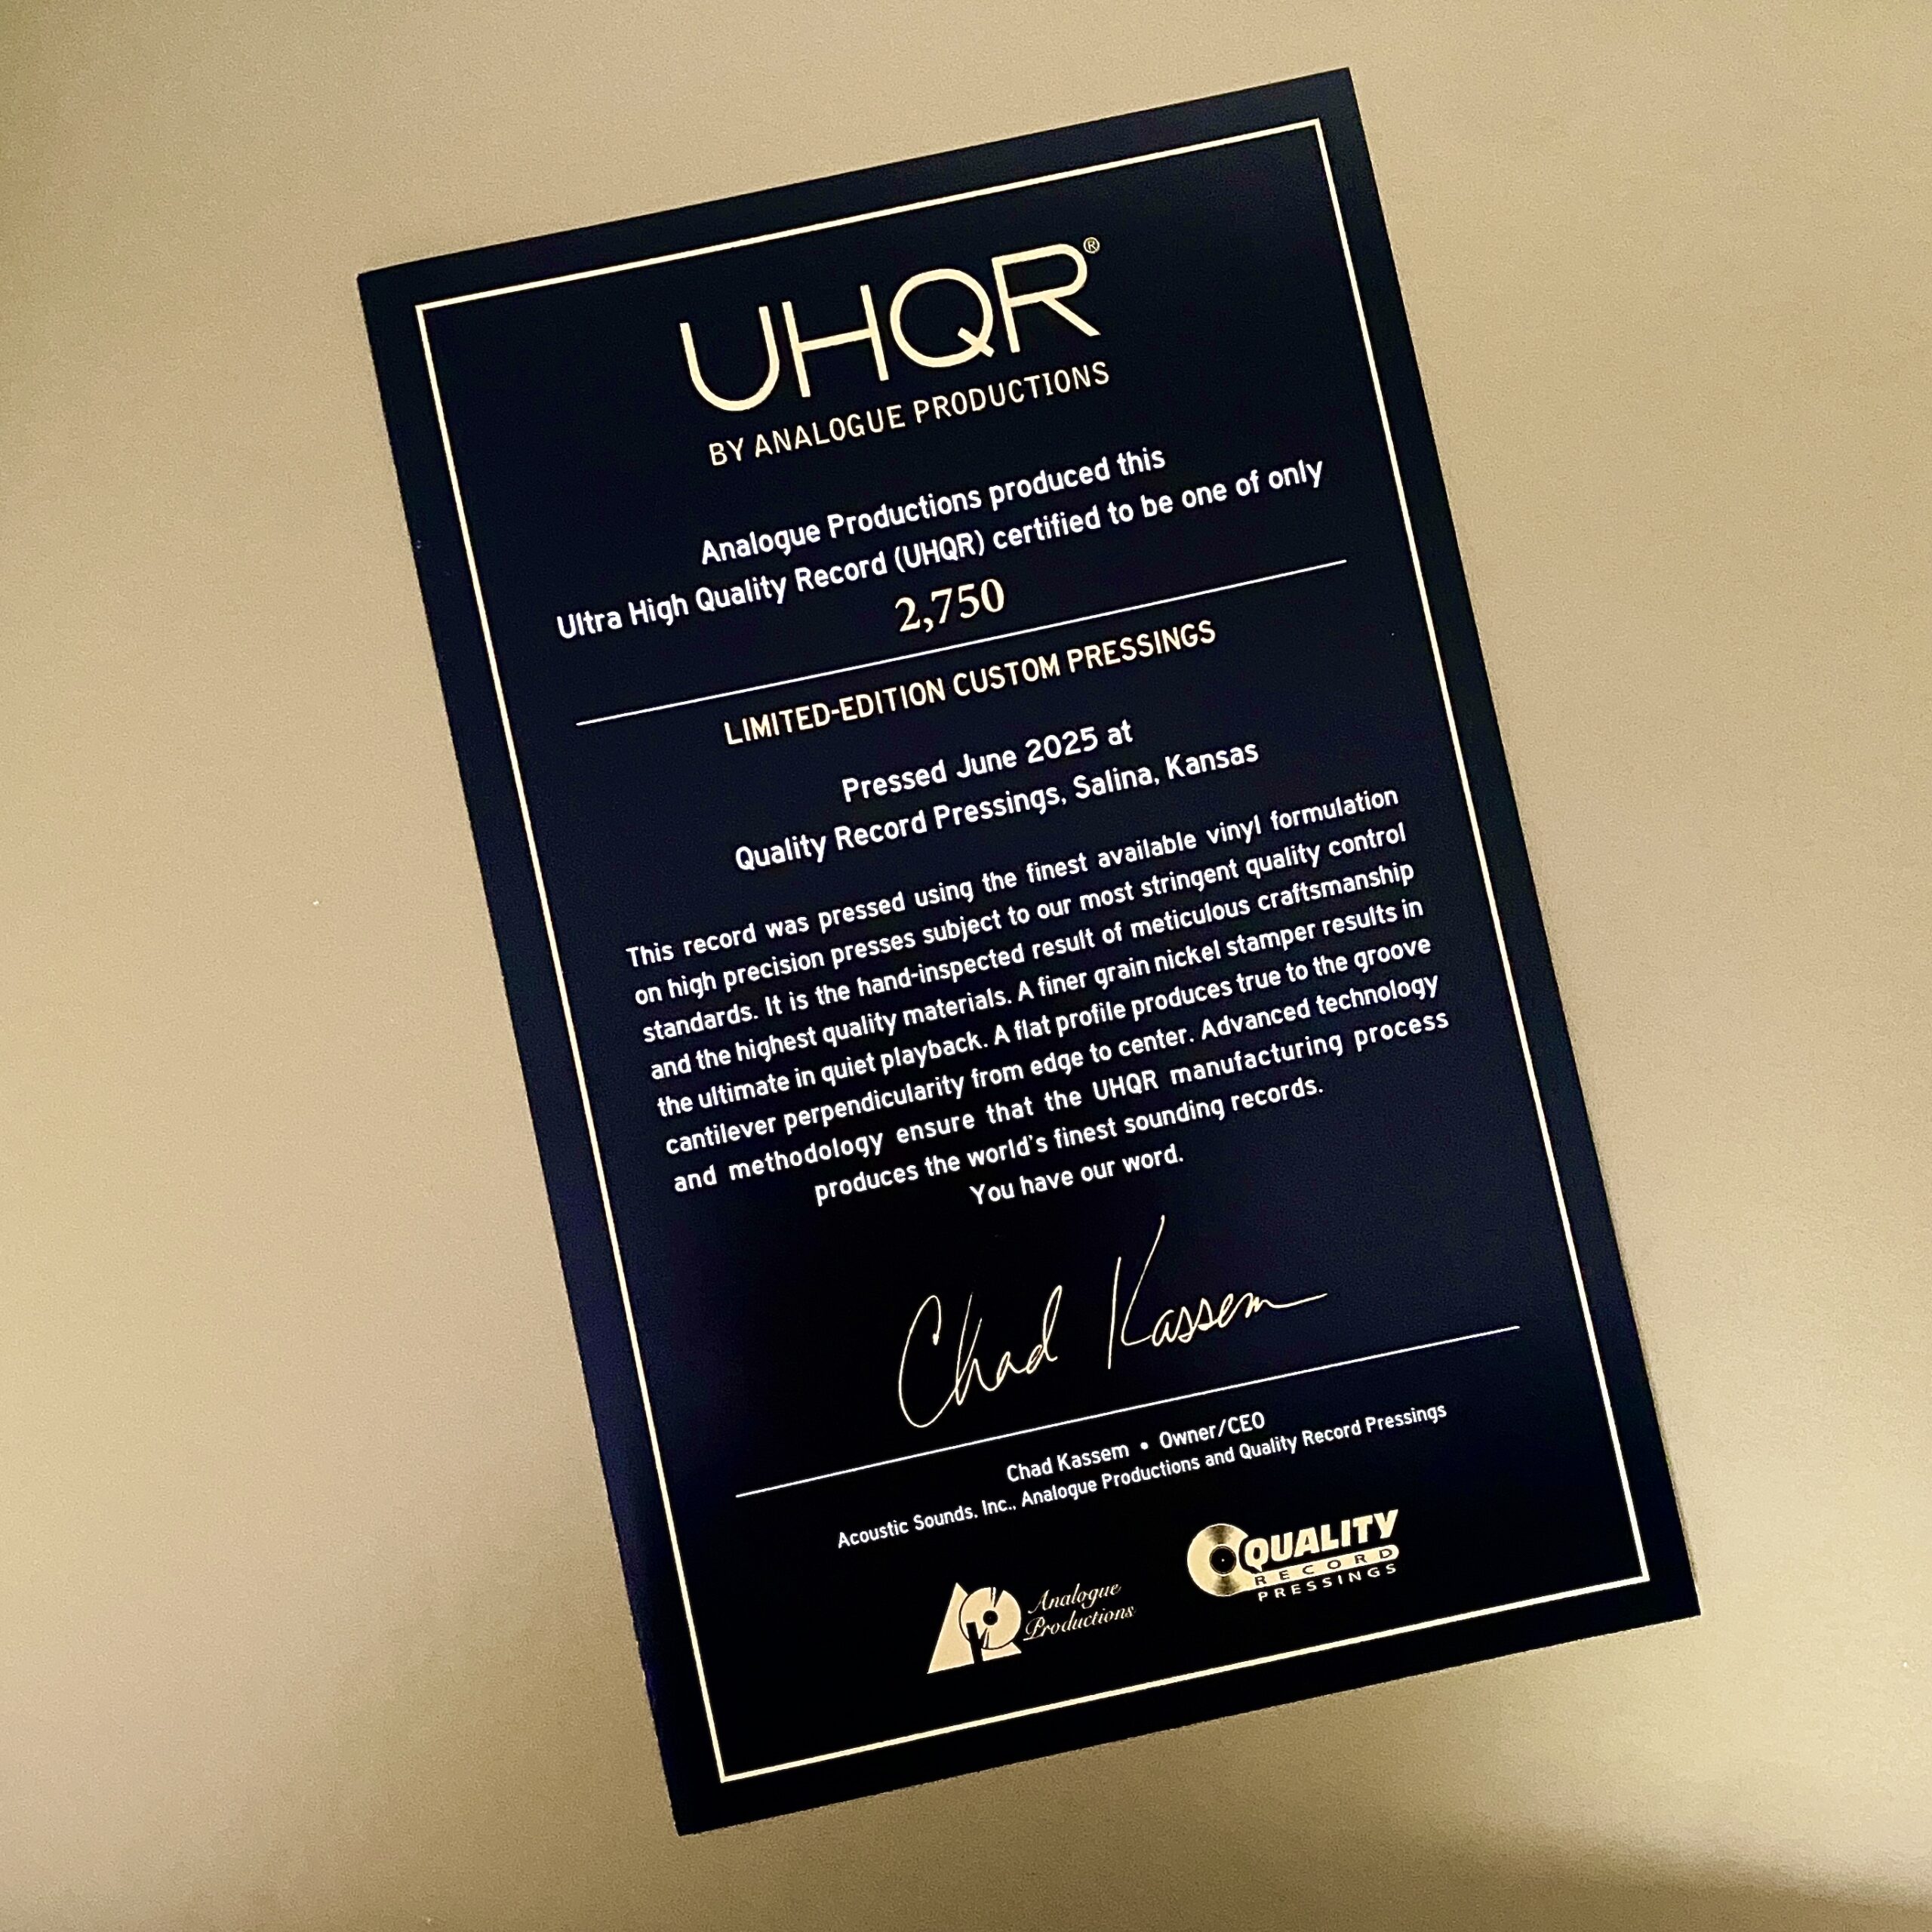 UHQR®
BY ANALOGUE PRODUCTIONS
Analogue Productions produced this
Ultra High Quality Record (UHQR) certified to be one of only
2,750
LIMITED-EDITION CUSTOM PRESSINGS
Pressed June 2025 at
Quality Record Pressings, Salina, Kansas
This record was pressed using the finest available vinyl formulation
on high precision presses subject to our most stringent quality control
standards. It is the hand-inspected result of meticulous craftsmanship
and the highest quality materials. A finer grain nickel stamper results in
the ultimate in quiet playback. A flat profile produces true to the groove
cantilever perpendicularity from edge to center. Advanced technology
and methodology ensure that the UHQR manufacturing process
produces the world's finest sounding records.
You have our word.
Chad Kassem
Chad Kassem • Owner/CEO
Acoustic Sounds, Inc., Analogue Productions and Quality Record Pressings
Analogue
Productions
QUALITY
RECORD
PRESSINGS